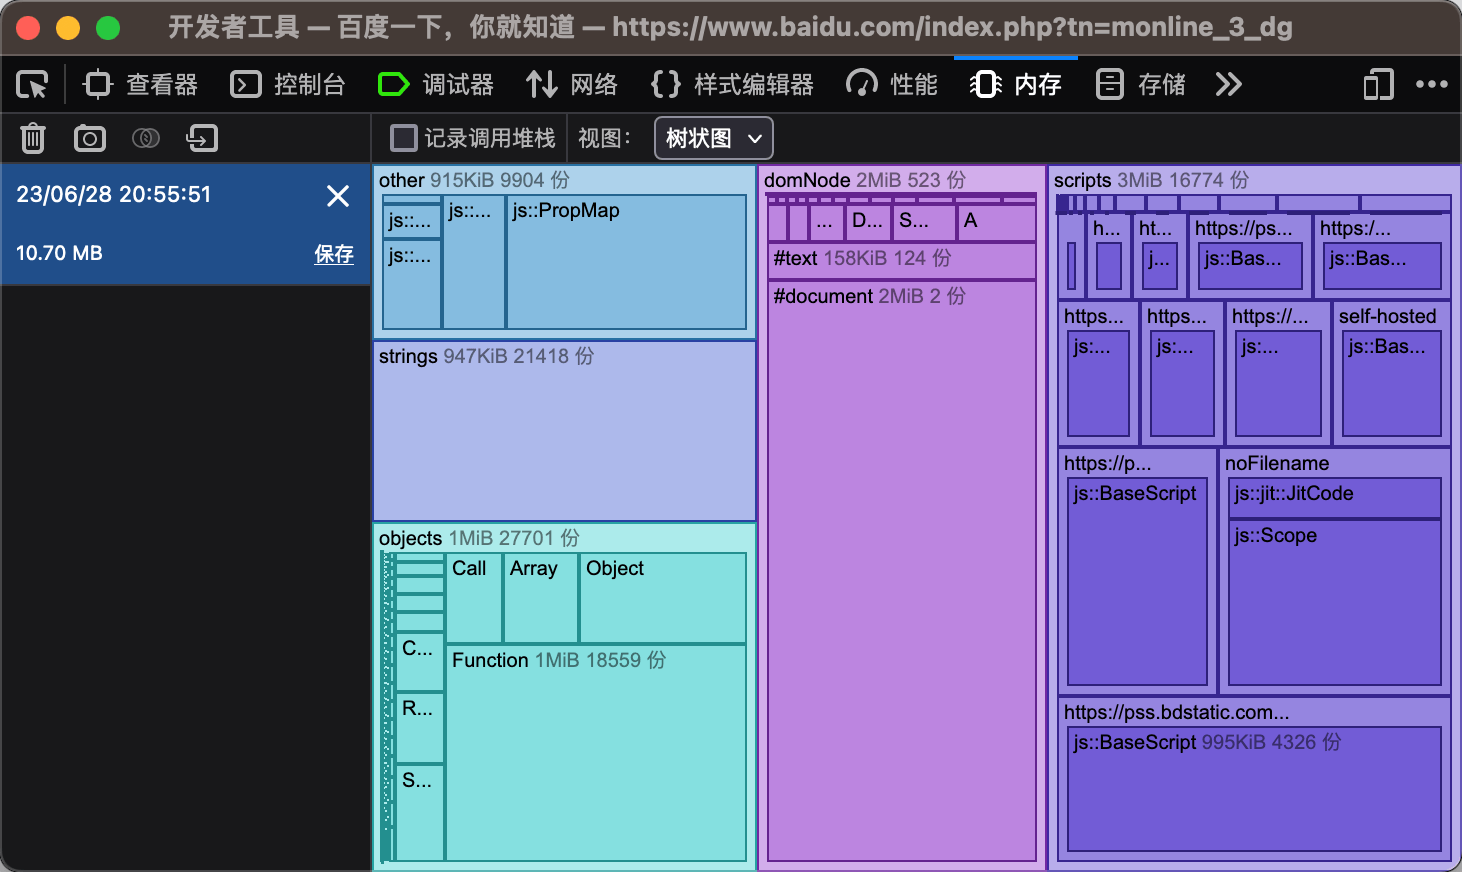 开发者工具 — 百度一下，你就知道 — https://www.baidu.com/index.php?tn=monline_3_dg
查看器 控制台 调试器 网络 样式编辑器 性能 内存 存储
记录调用堆栈 视图： 树状图
23/06/28 20:55:51
10.70 MB 保存
other 915KiB 9904 份
js::...
js::...
js::...
js::PropMap
strings 947KiB 21418 份
objects 1MiB 27701 份
Call
Array
Object
C...
R...
S...
Function 1MiB 18559 份
domNode 2MiB 523 份
...
D...
S...
A
#text 158KiB 124 份
#document 2MiB 2 份
scripts 3MiB 16774 份
h...
ht...
j...
https://ps...
js::Bas...
https:/...
js::Bas...
https...
js:...
https...
js:...
https://...
js:...
self-hosted
js::Bas...
https://p...
js::BaseScript
noFilename
js::jit::JitCode
js::Scope
https://pss.bdstatic.com...
js::BaseScript 995KiB 4326 份